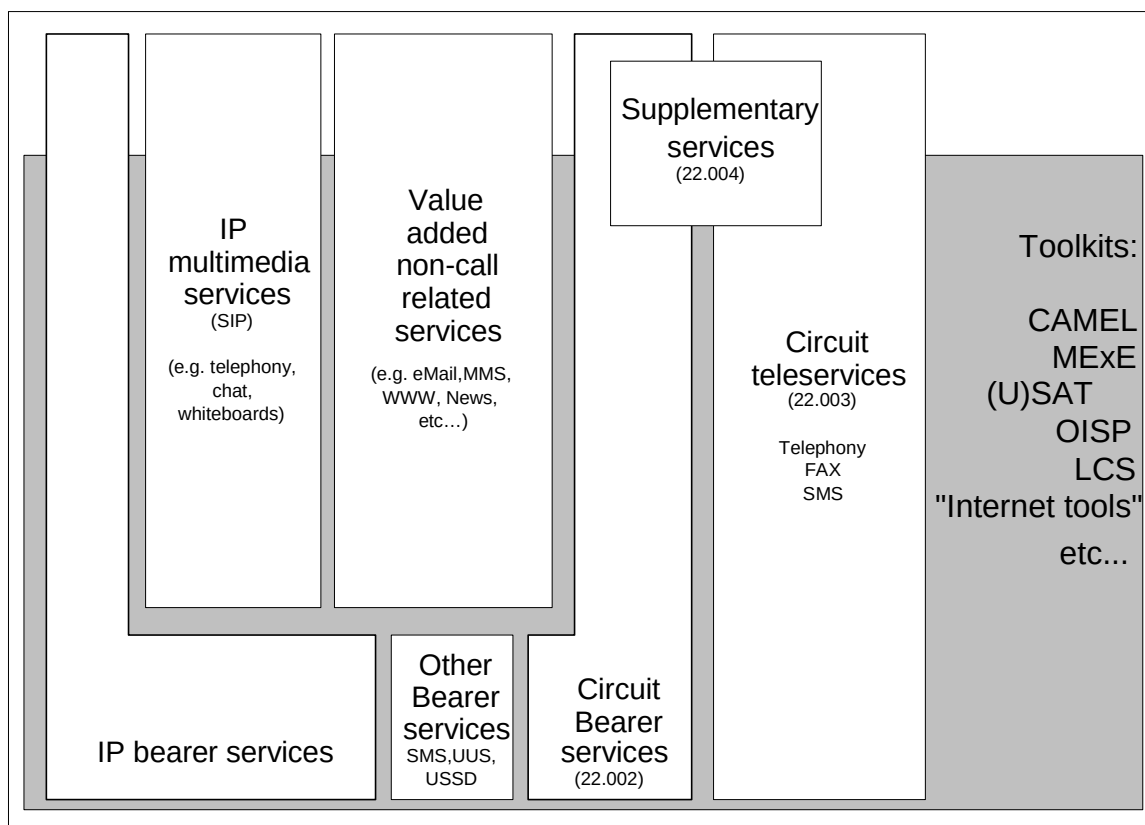 Supplementary
services
(22.004)
IP
multimedia
services
(SIP)
(e.g. telephony,
chat,
whiteboards)
Value
added
non-call
related
services
(e.g. eMail,MMS,
WWW, News,
etc…)
Circuit
teleservices
(22.003)
Telephony
FAX
SMS
Toolkits:
CAMEL
MExE
(U)SAT
OISP
LCS
"Internet tools"
etc...
IP bearer services
Other
Bearer
services
SMS,UUS,
USSD
Circuit
Bearer
services
(22.002)